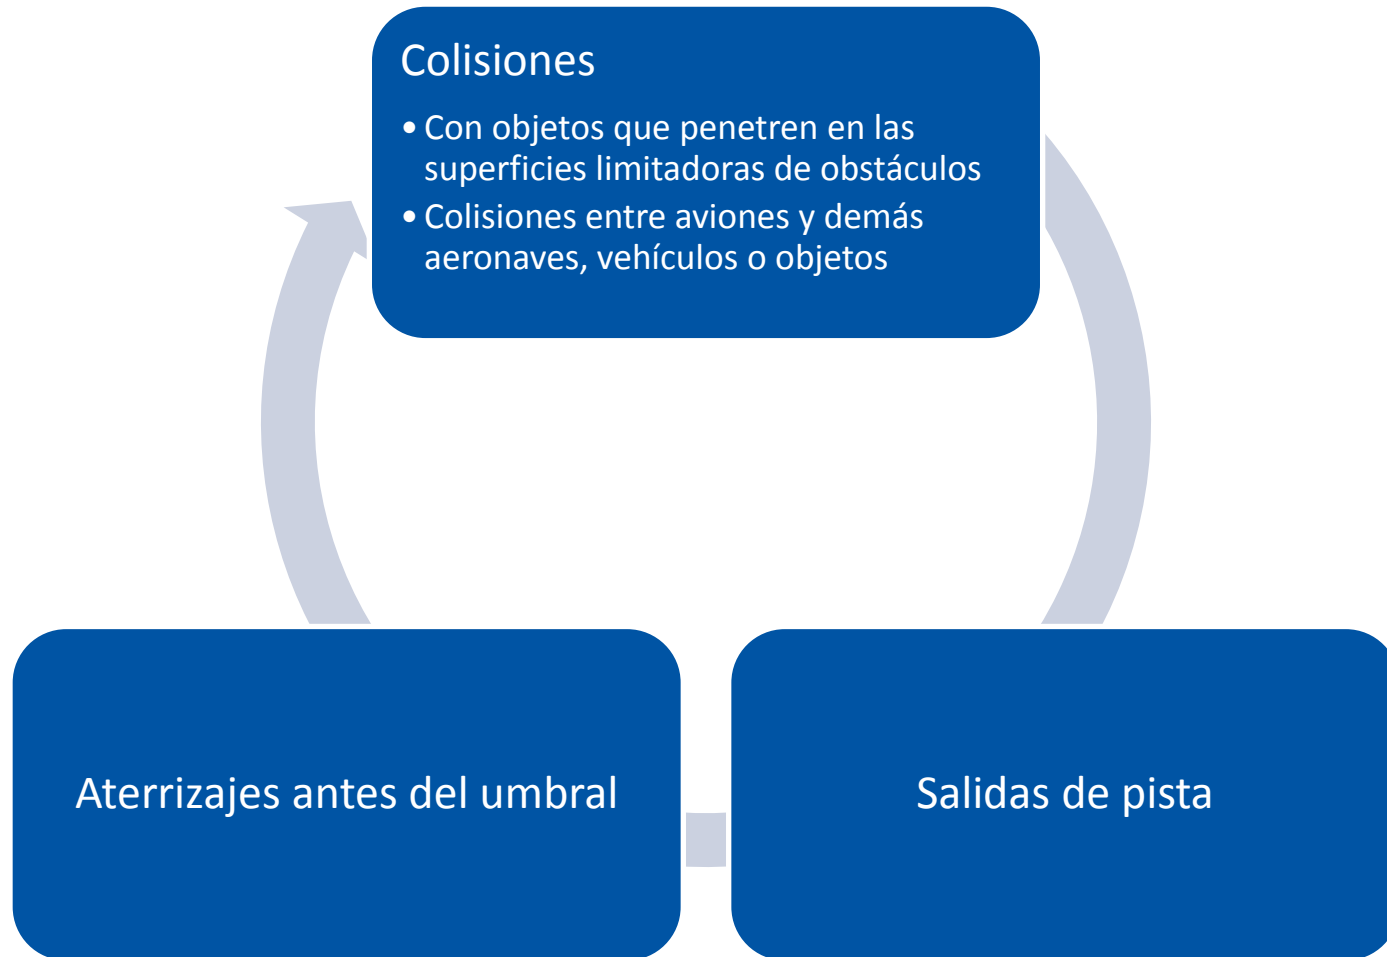 Colisiones
• Con objetos que penetren en las
superficies limitadoras de obstáculos
• Colisiones entre aviones y demás
aeronaves, vehículos o objetos
Aterrizajes antes del umbral
Salidas de pista